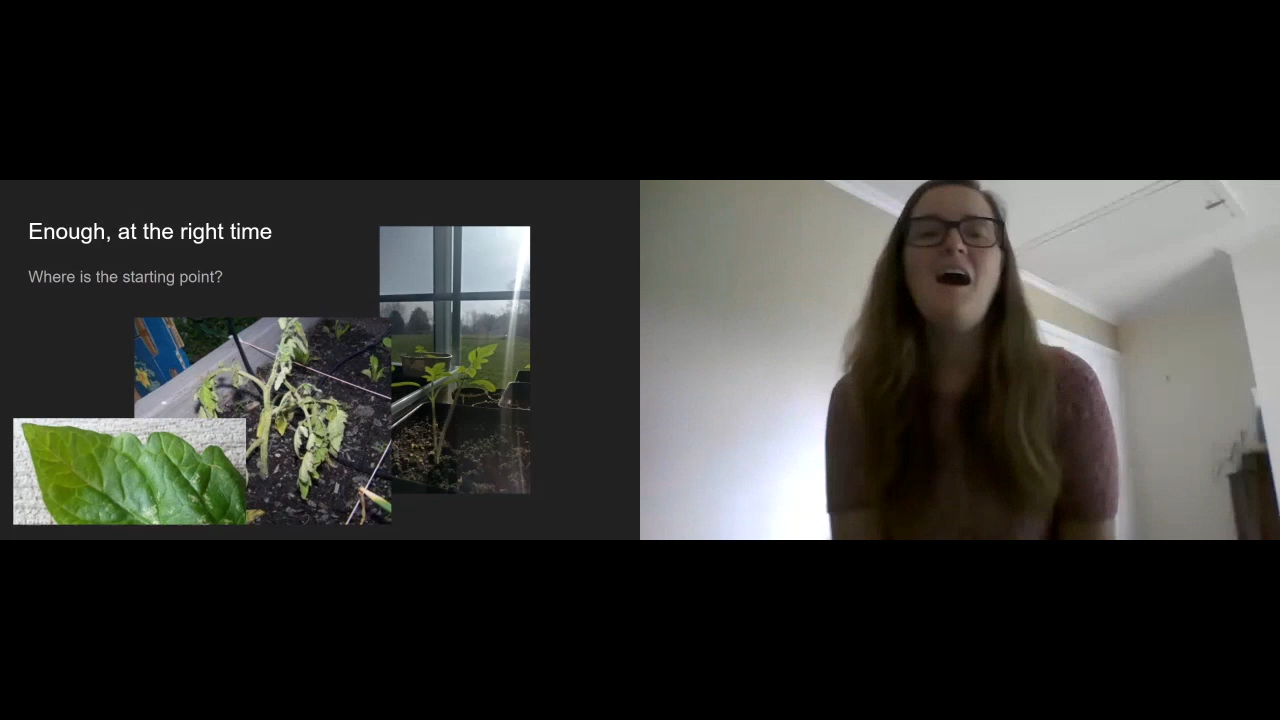 Enough, at the right time
Where is the starting point?